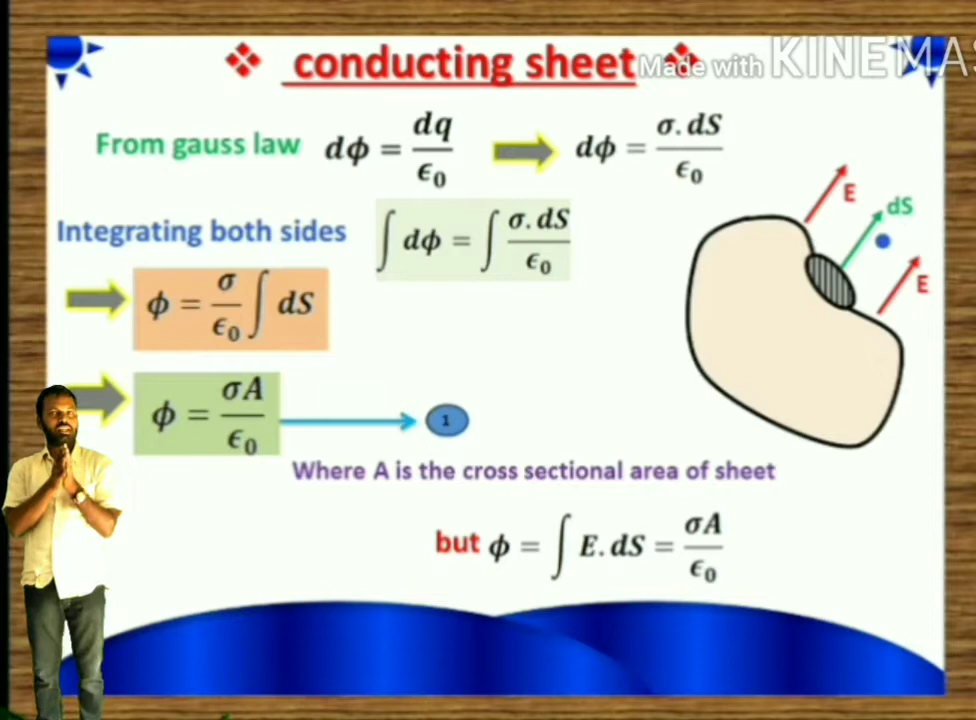 ❖ conducting sheet ❖
Made with KINEMAS
From gauss law dϕ = dq/ϵ₀ ⇒ dϕ = σ.dS/ϵ₀
Integrating both sides ∫ dϕ = ∫ σ.dS/ϵ₀
ϕ = σ/ϵ₀ ∫ dS
E
dS
E
ϕ = σA/ϵ₀ → 1
Where A is the cross sectional area of sheet
but ϕ = ∫ E.dS = σA/ϵ₀